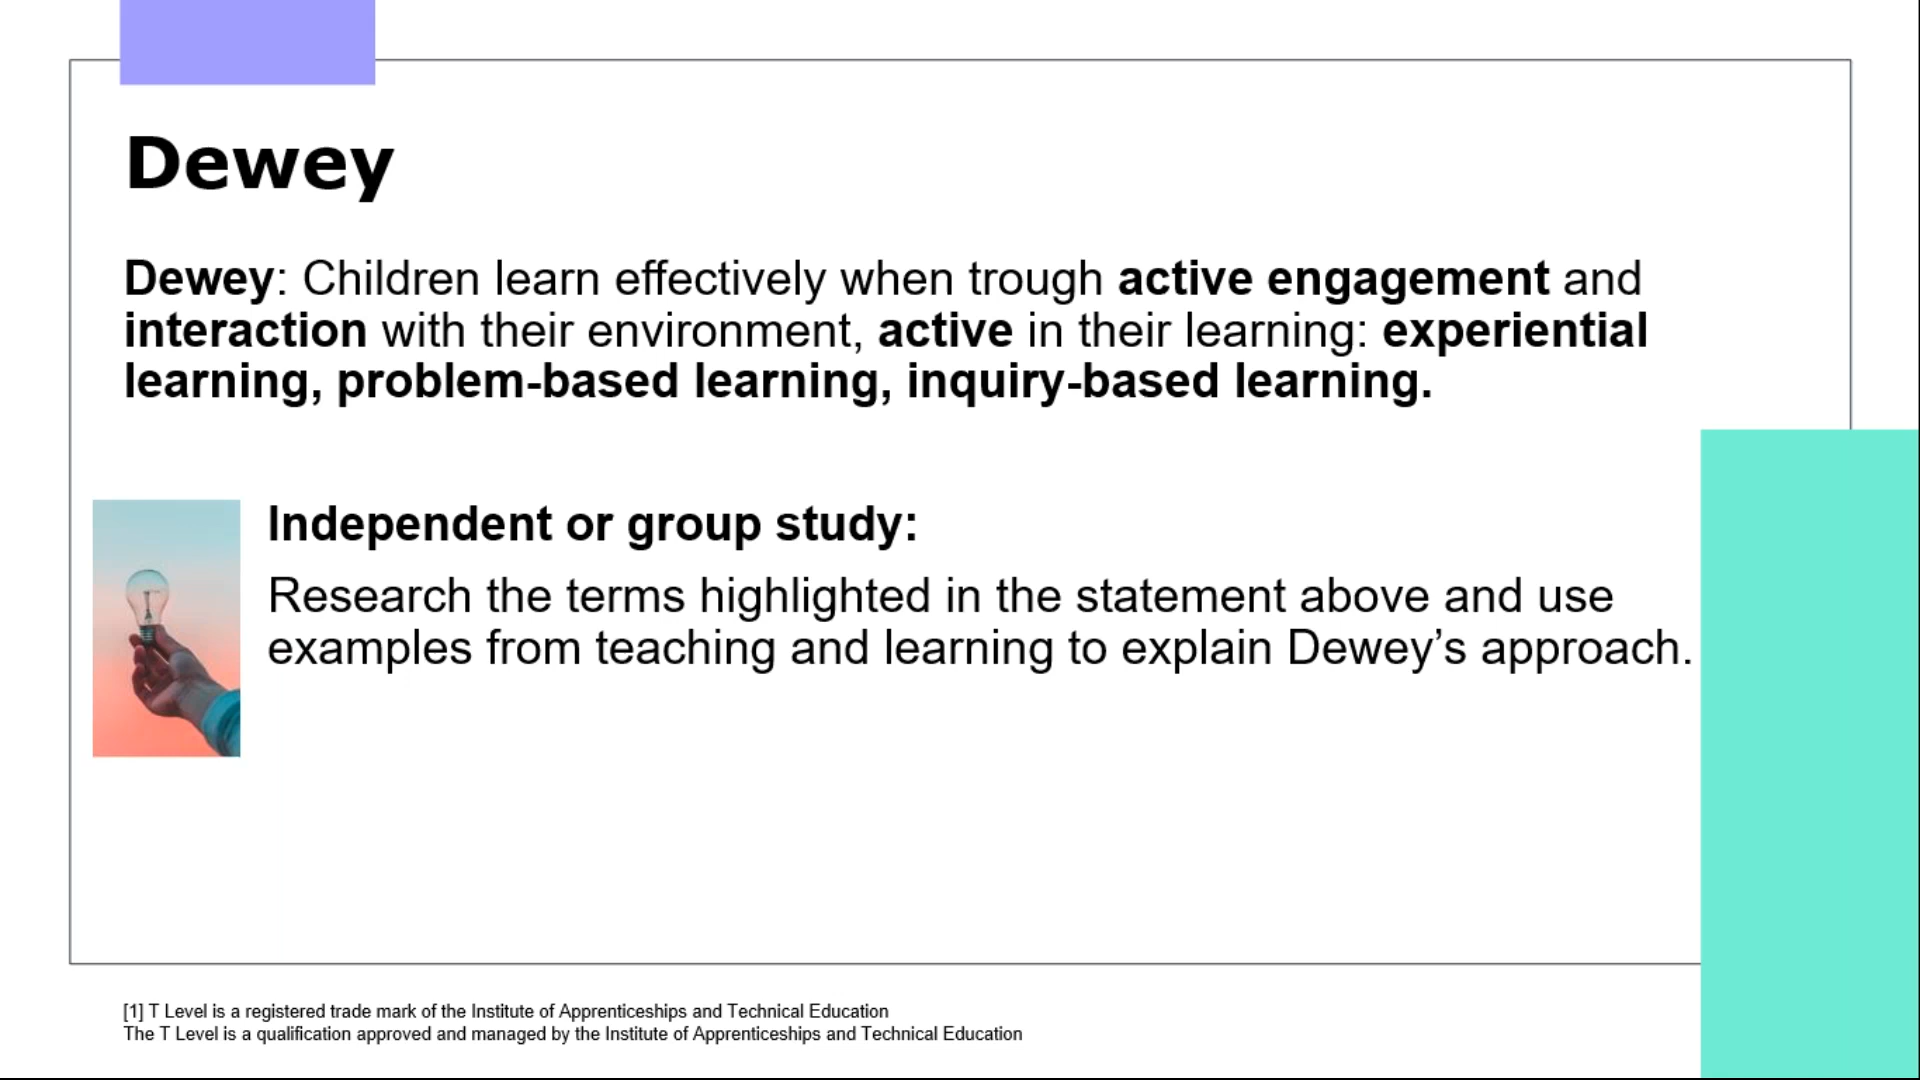 Dewey
Dewey: Children learn effectively when trough active engagement and
interaction with their environment, active in their learning: experiential
learning, problem-based learning, inquiry-based learning.
Independent or group study:
Research the terms highlighted in the statement above and use
examples from teaching and learning to explain Dewey’s approach.
[1] T Level is a registered trade mark of the Institute of Apprenticeships and Technical Education
The T Level is a qualification approved and managed by the Institute of Apprenticeships and Technical Education